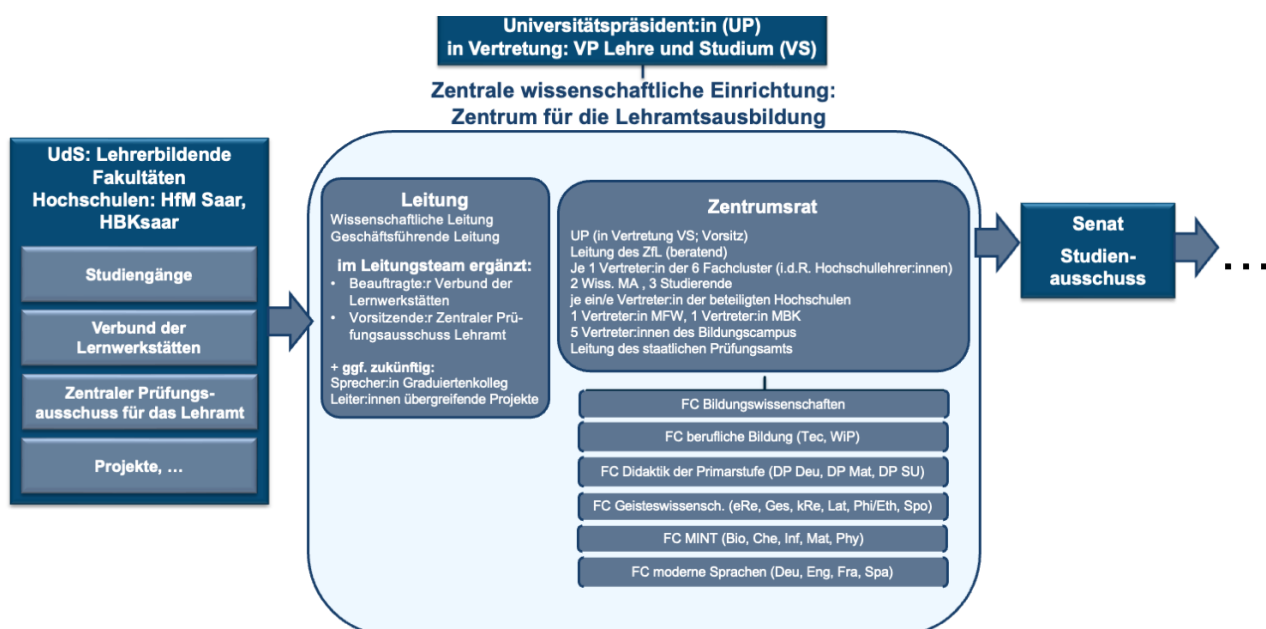 Universitätspräsident:in (UP)
in Vertretung: VP Lehre und Studium (VS)
Zentrale wissenschaftliche Einrichtung:
Zentrum für die Lehramtsausbildung
UdS: Lehrerbildende
Fakultäten
Hochschulen: HfM Saar,
HBKsaar
Studiengänge
Verbund der
Lernwerkstätten
Zentraler Prüfungs-
ausschuss für das Lehramt
Projekte, …
Leitung
Wissenschaftliche Leitung
Geschäftsführende Leitung
im Leitungsteam ergänzt:
• Beauftragte:r Verbund der
Lernwerkstätten
• Vorsitzende:r Zentraler Prü-
fungsausschuss Lehramt
+ ggf. zukünftig:
Sprecher:in Graduiertenkolleg
Leiter:innen übergreifende Projekte
Zentrumsrat
UP (in Vertretung VS; Vorsitz)
Leitung des ZfL (beratend)
Je 1 Vertreter:in der 6 Fachcluster (i.d.R. Hochschullehrer:innen)
2 Wiss. MA , 3 Studierende
je ein/e Vertreter:in der beteiligten Hochschulen
1 Vertreter:in MFW, 1 Vertreter:in MBK
5 Vertreter:innen des Bildungscampus
Leitung des staatlichen Prüfungsamts
FC Bildungswissenschaften
FC berufliche Bildung (Tec, WiP)
FC Didaktik der Primarstufe (DP Deu, DP Mat, DP SU)
FC Geisteswissensch. (eRe, Ges, kRe, Lat, Phi/Eth, Spo)
FC MINT (Bio, Che, Inf, Mat, Phy)
FC moderne Sprachen (Deu, Eng, Fra, Spa)
Senat
Studien-
ausschuss
...